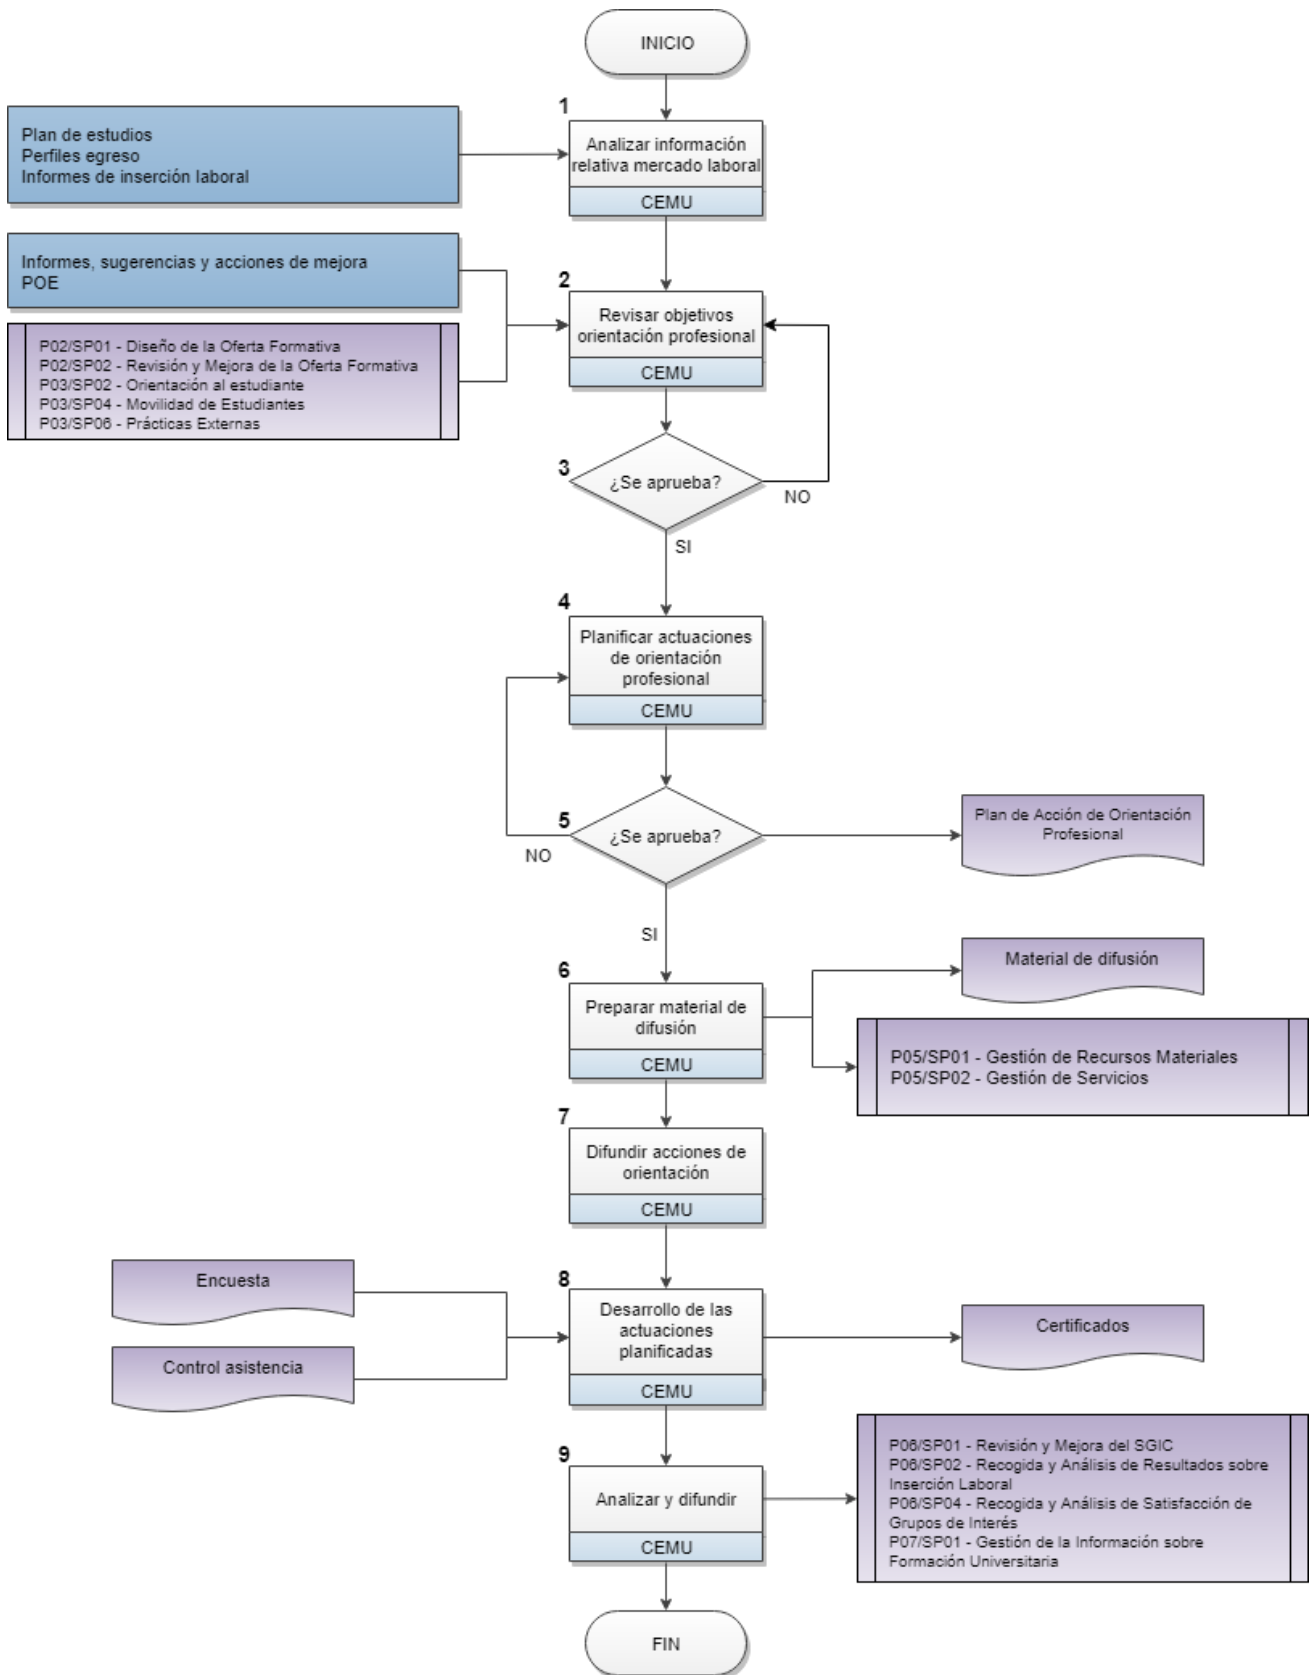 INICIO
1
Plan de estudios
Perfiles egreso
Informes de inserción laboral
Analizar información
relativa mercado laboral
CEMU
Informes, sugerencias y acciones de mejora
POE
2
Revisar objetivos
orientación profesional
CEMU
P02/SP01 - Diseño de la Oferta Formativa
P02/SP02 - Revisión y Mejora de la Oferta Formativa
P03/SP02 - Orientación al estudiante
P03/SP04 - Movilidad de Estudiantes
P03/SP06 - Prácticas Externas
3
¿Se aprueba?
NO
SI
4
Planificar actuaciones
de orientación
profesional
CEMU
5
¿Se aprueba?
NO
Plan de Acción de Orientación
Profesional
SI
6
Preparar material de
difusión
CEMU
Material de difusión
P05/SP01 - Gestión de Recursos Materiales
P05/SP02 - Gestión de Servicios
7
Difundir acciones de
orientación
CEMU
Encuesta
Control asistencia
8
Desarrollo de las
actuaciones
planificadas
CEMU
Certificados
9
Analizar y difundir
CEMU
P06/SP01 - Revisión y Mejora del SGIC
P06/SP02 - Recogida y Análisis de Resultados sobre
Inserción Laboral
P06/SP04 - Recogida y Análisis de Satisfacción de
Grupos de Interés
P07/SP01 - Gestión de la Información sobre
Formación Universitaria
FIN